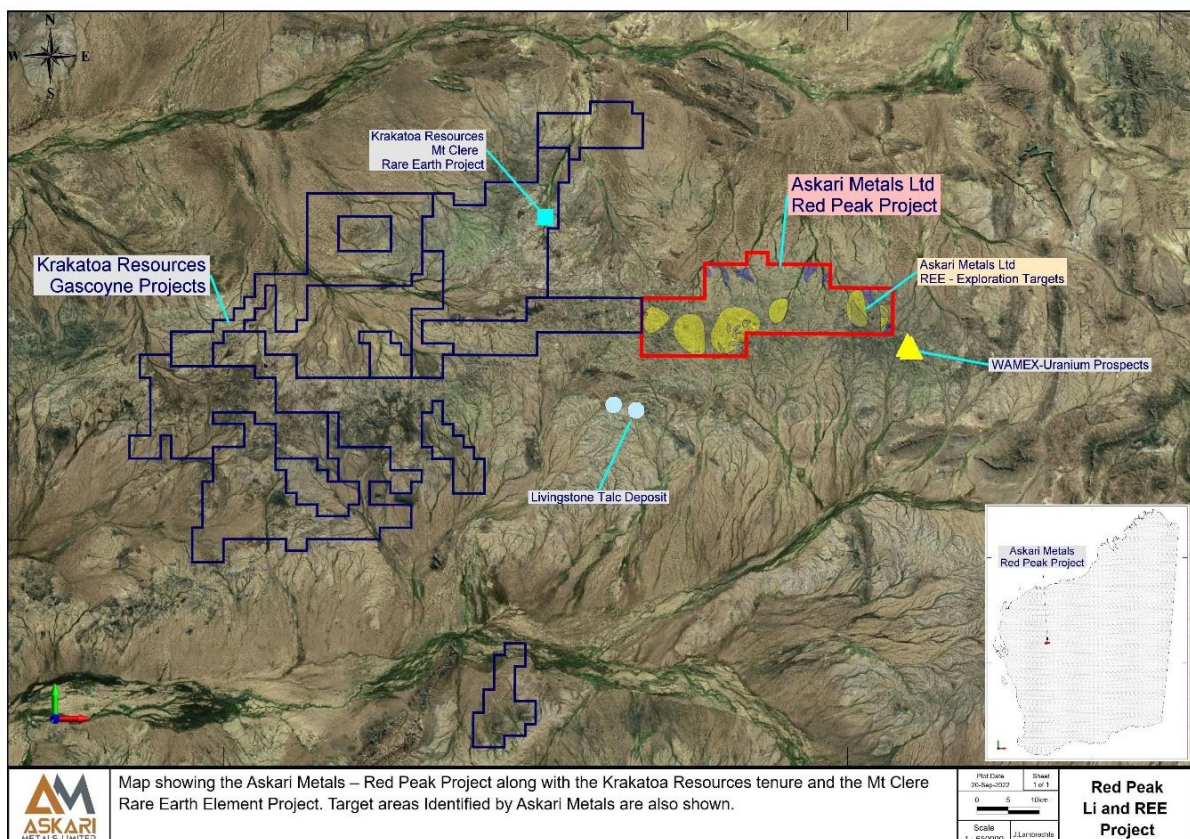 N
W
E
S
Krakatoa Resources
Mt Clere
Rare Earth Project
Askari Metals Ltd
Red Peak Project
Krakatoa Resources
Gascoyne Projects
Askari Metals Ltd
REE - Exploration Targets
WAMEX-Uranium Prospects
Livingstone Talc Deposit
Askari Metals
Red Peak Project
AM
ASKARI
METALS LIMITED
Map showing the Askari Metals – Red Peak Project along with the Krakatoa Resources tenure and the Mt Clere
Rare Earth Element Project. Target areas Identified by Askari Metals are also shown.
Plot Date
20-Sep-2022
Sheet
1 of 1
0 5 10km
Scale
J.Lambrechts
Red Peak
Li and REE
Project